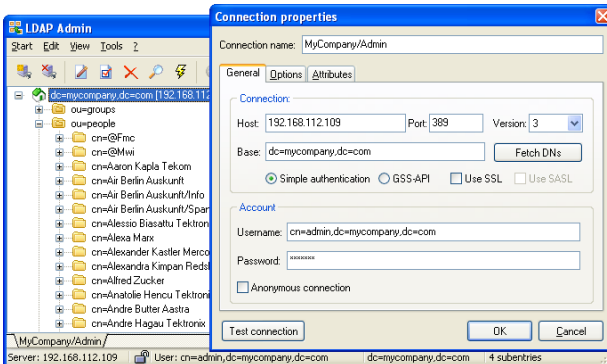 LDAP Admin
Start Edit View Tools ?
dc=mycompany,dc=com [192.168.112
ou=groups
ou=people
cn=@Fmc
cn=@Mwi
cn=Aaron Kapla Tekom
cn=Air Berlin Auskunft
cn=Air Berlin Auskunft/Info
cn=Air Berlin Auskunft/Span
cn=Alessio Biasattu Tektron
cn=Alexa Marx
cn=Alexander Kastler Merco
cn=Alexandra Kimpan Reds
cn=Alfred Zucker
cn=Anatolie Hencu Tektroni
cn=Andre Butter Aastra
cn=Andre Hagau Tektronix
\MyCompany/Admin/
Server: 192.168.112.109 User: cn=admin,dc=mycompany,dc=com dc=mycompany,dc=com 4 subentries
Connection properties
Connection name: MyCompany/Admin
General Options Attributes
Connection:
Host: 192.168.112.109 Port: 389 Version: 3
Base: dc=mycompany,dc=com Fetch DNs
Simple authentication GSS-API Use SSL Use SASL
Account
Username: cn=admin,dc=mycompany,dc=com
Password: *******
Anonymous connection
Test connection OK Cancel